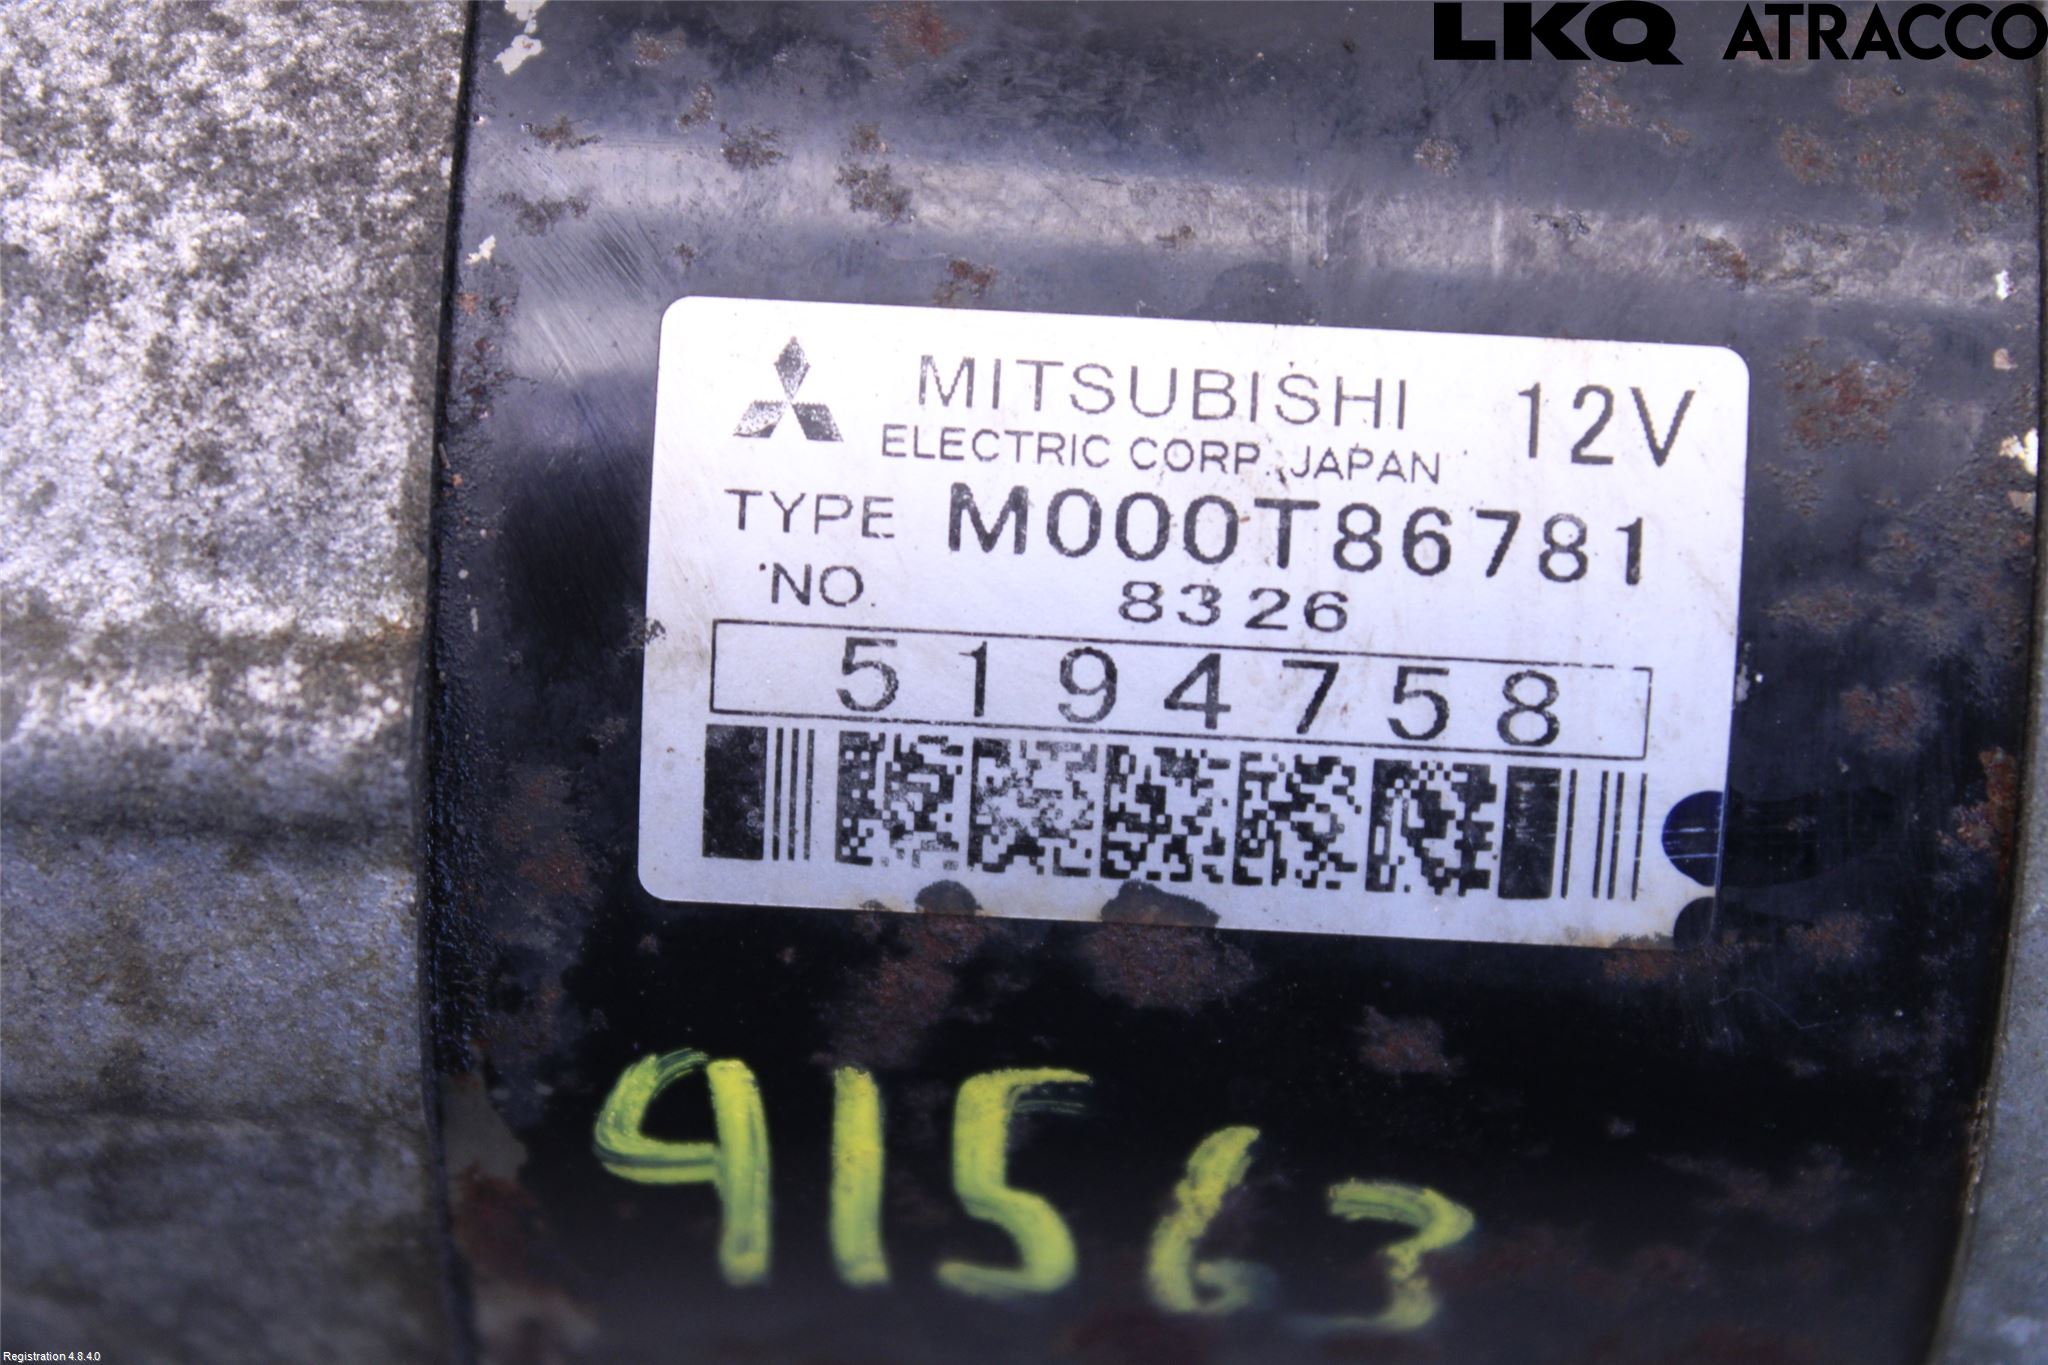 LKQ ATRACCO
MITSUBISHI 12V
ELECTRIC CORP. JAPAN
TYPE M000T86781
NO. 8326
5194758
91563
Registration 4.8.4.0